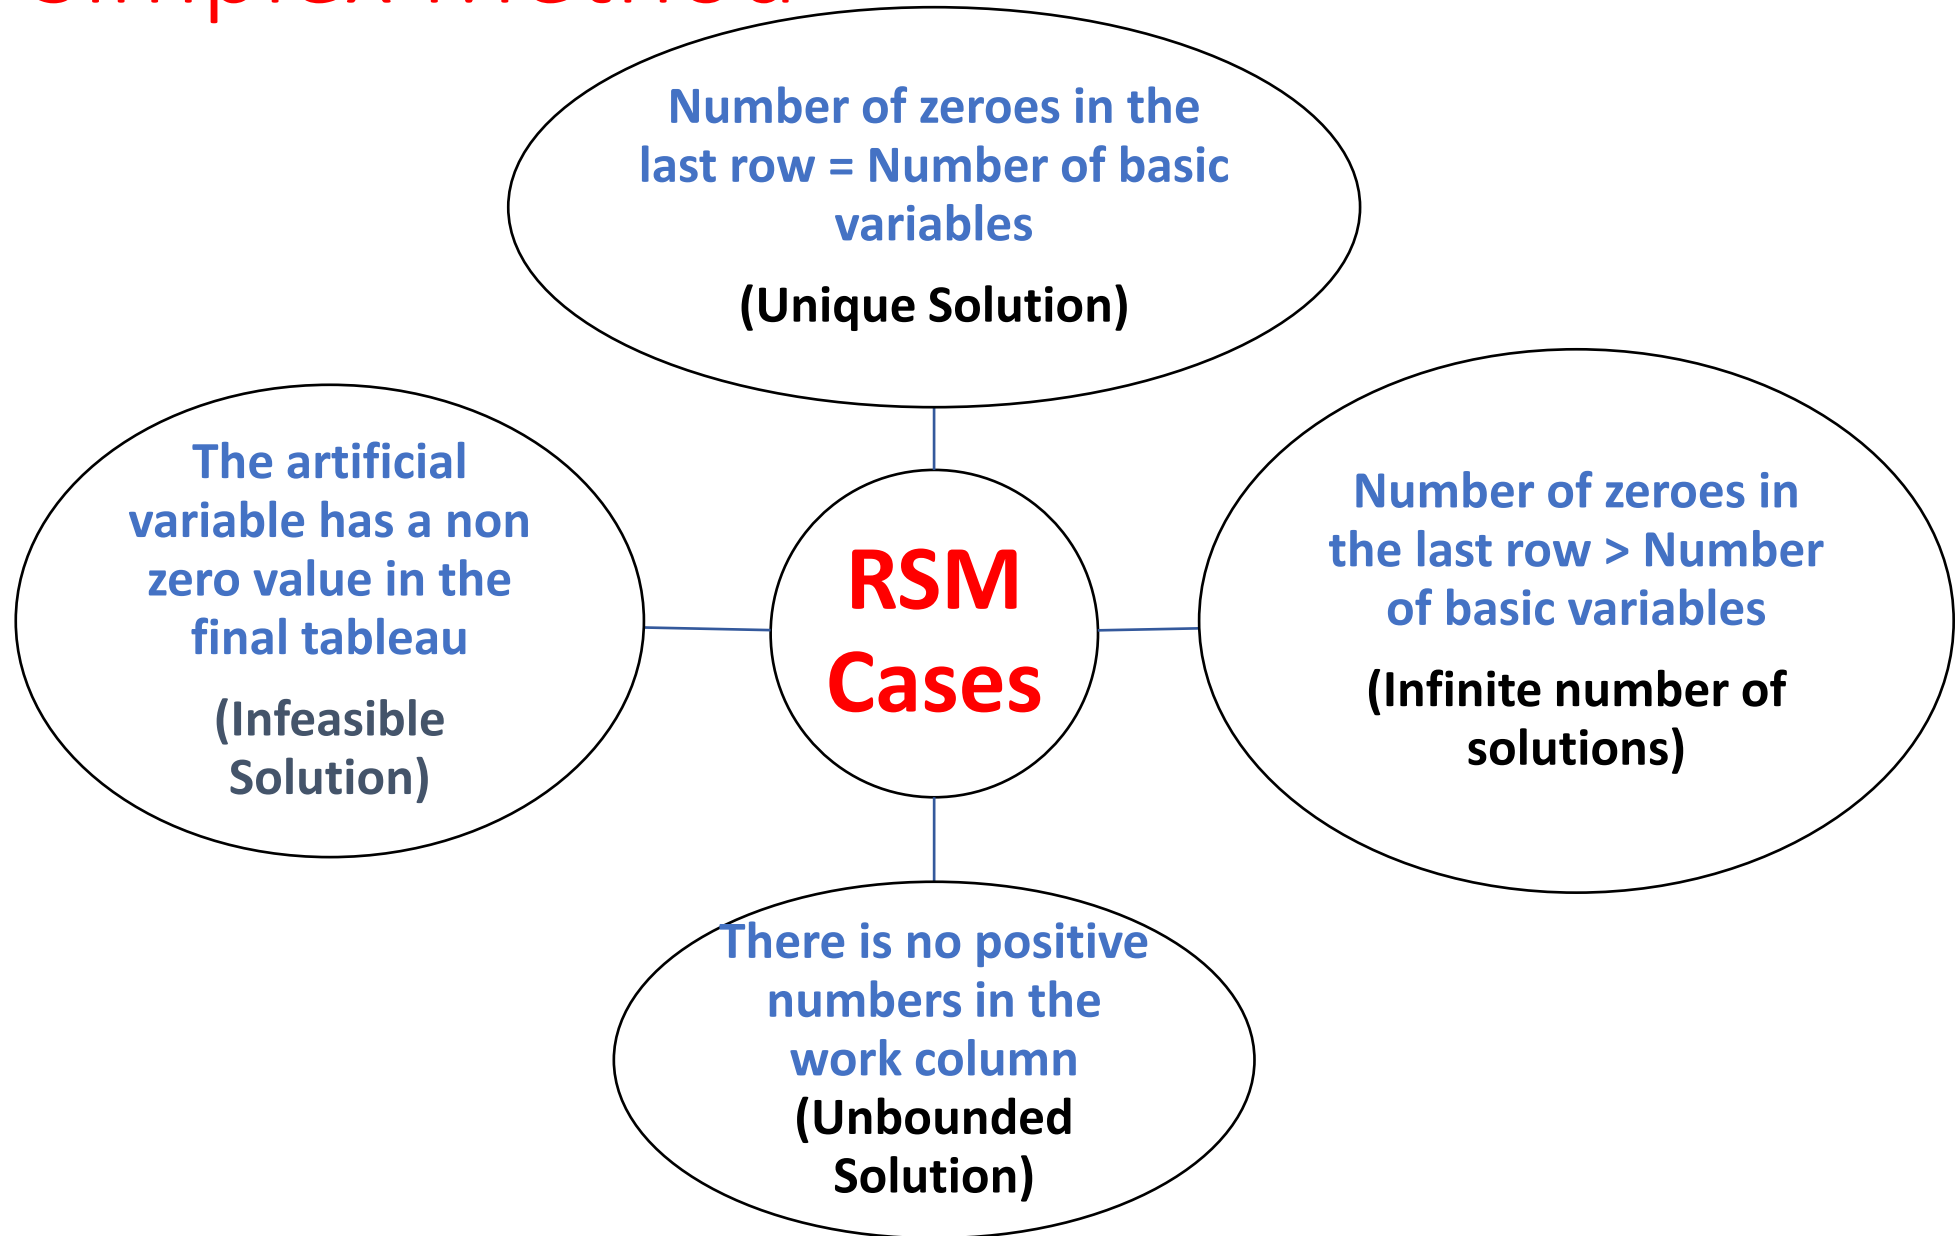 Simplex Method
Number of zeroes in the
last row = Number of basic
variables
(Unique Solution)
The artificial
variable has a non
zero value in the
final tableau
(Infeasible
Solution)
RSM
Cases
Number of zeroes in
the last row > Number
of basic variables
(Infinite number of
solutions)
There is no positive
numbers in the
work column
(Unbounded
Solution)